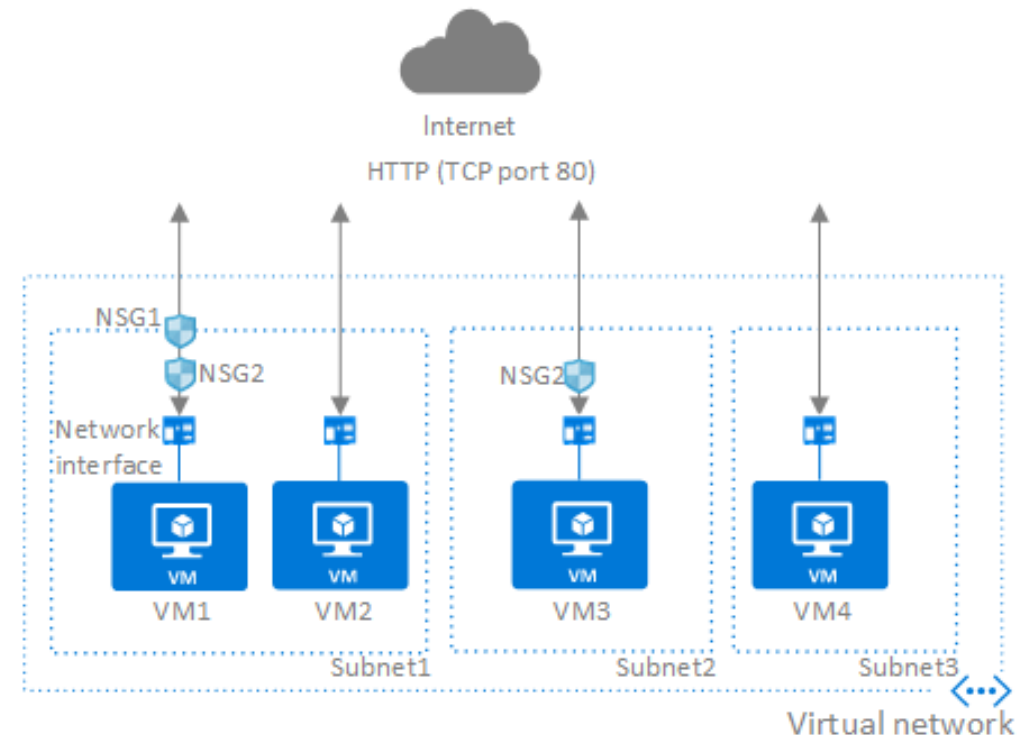 Internet
HTTP (TCP port 80)
NSG1
NSG2
NSG2
Network
interface
VM
VM
VM
VM
VM1
VM2
VM3
VM4
Subnet1
Subnet2
Subnet3
Virtual network